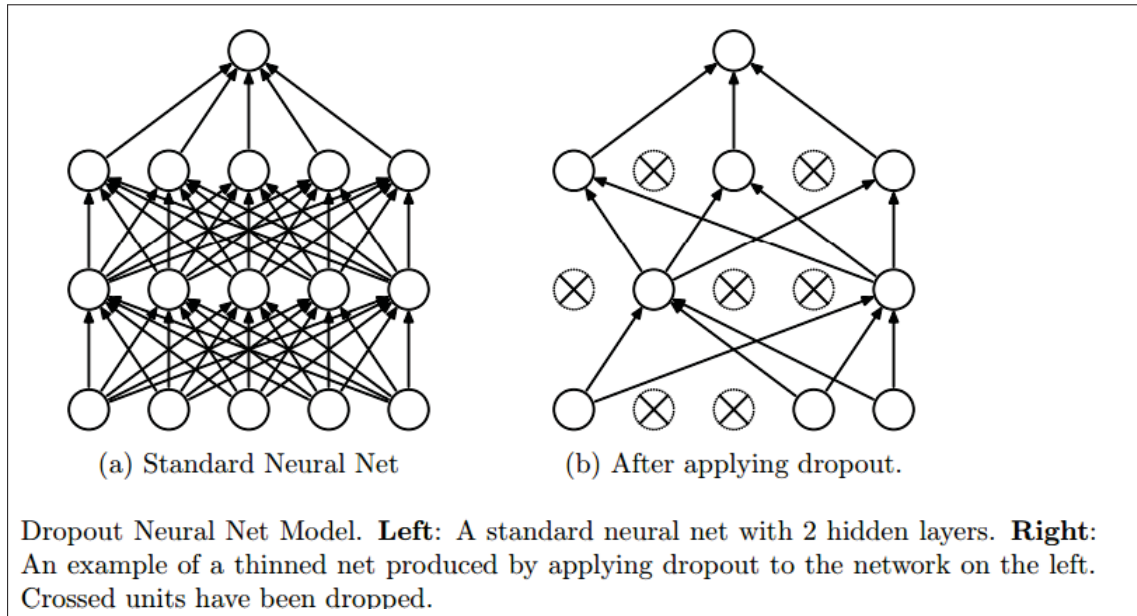 (a) Standard Neural Net
(b) After applying dropout.
Dropout Neural Net Model. Left: A standard neural net with 2 hidden layers. Right:
An example of a thinned net produced by applying dropout to the network on the left.
Crossed units have been dropped.